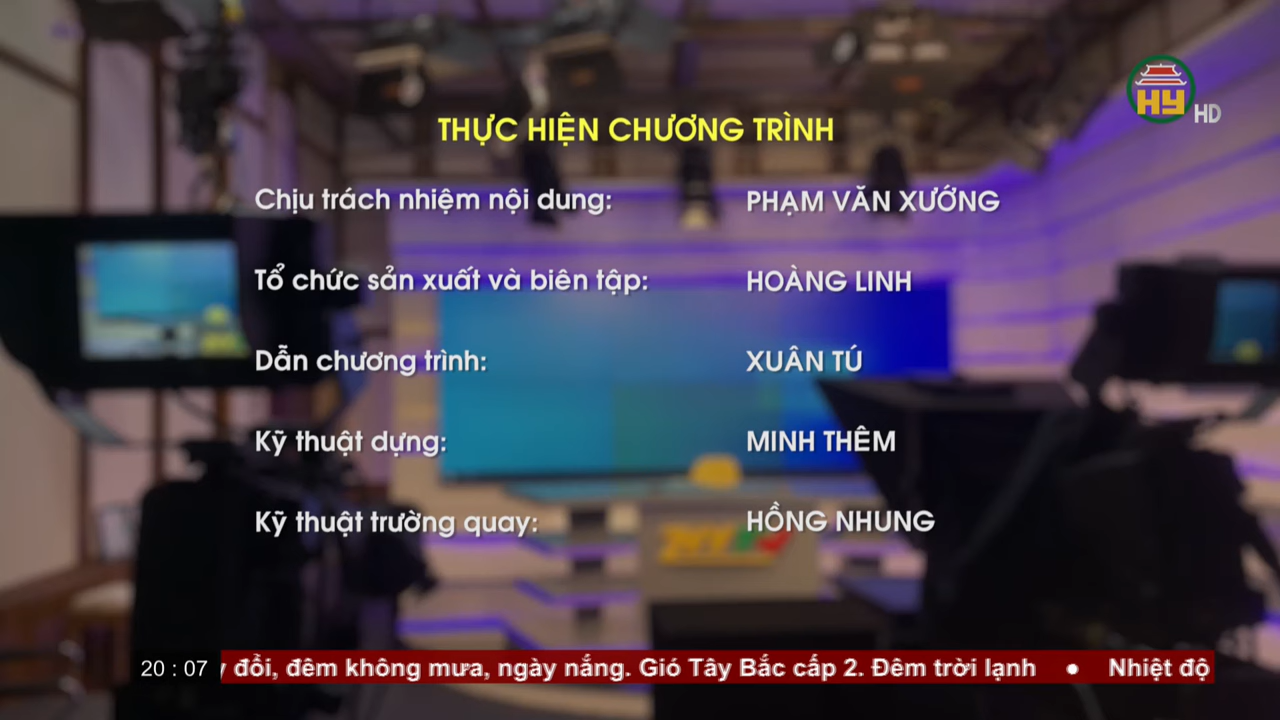 HY HD
THỰC HIỆN CHƯƠNG TRÌNH
Chịu trách nhiệm nội dung: PHẠM VĂN XƯỚNG
Tổ chức sản xuất và biên tập: HOÀNG LINH
Dẫn chương trình: XUÂN TÚ
Kỹ thuật dựng: MINH THÊM
Kỹ thuật trường quay: HỒNG NHUNG
20 : 07 đổi, đêm không mưa, ngày nắng. Gió Tây Bắc cấp 2. Đêm trời lạnh • Nhiệt độ